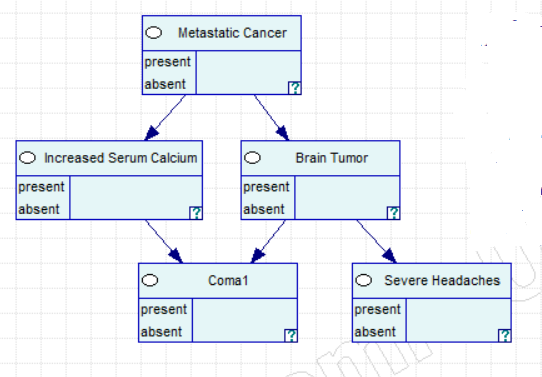 Metastatic Cancer
present
absent
?
Increased Serum Calcium
present
absent
?
Brain Tumor
present
absent
?
Coma1
present
absent
?
Severe Headaches
present
absent
?